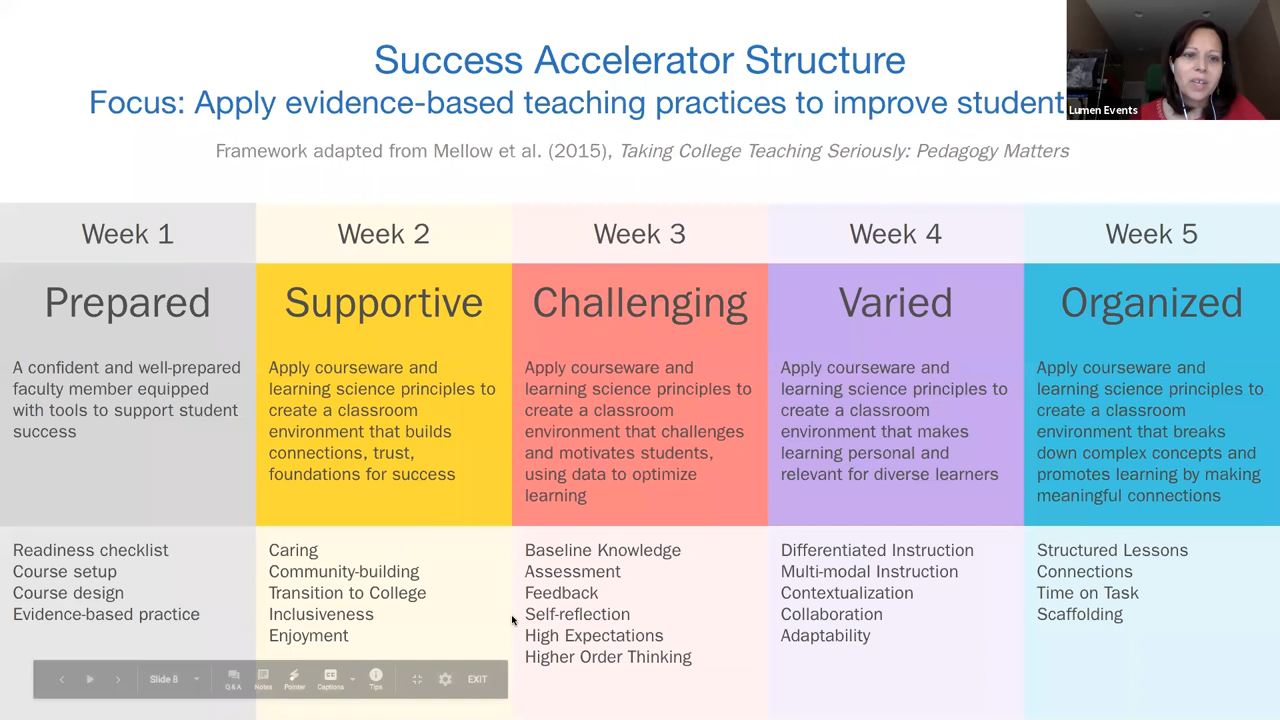 Success Accelerator Structure
Focus: Apply evidence-based teaching practices to improve student
Lumen Events
Framework adapted from Mellow et al. (2015), Taking College Teaching Seriously: Pedagogy Matters
Week 1
Prepared
A confident and well-prepared
faculty member equipped
with tools to support student
success
Readiness checklist
Course setup
Course design
Evidence-based practice
Week 2
Supportive
Apply courseware and
learning science principles to
create a classroom
environment that builds
connections, trust,
foundations for success
Caring
Community-building
Transition to College
Inclusiveness
Enjoyment
Week 3
Challenging
Apply courseware and
learning science principles to
create a classroom
environment that challenges
and motivates students,
using data to optimize
learning
Baseline Knowledge
Assessment
Feedback
Self-reflection
High Expectations
Higher Order Thinking
Week 4
Varied
Apply courseware and
learning science principles to
create a classroom
environment that makes
learning personal and
relevant for diverse learners
Differentiated Instruction
Multi-modal Instruction
Contextualization
Collaboration
Adaptability
Week 5
Organized
Apply courseware and
learning science principles to
create a classroom
environment that breaks
down complex concepts and
promotes learning by making
meaningful connections
Structured Lessons
Connections
Time on Task
Scaffolding
Slide 8
Q&A
Notes
Pointer
Captions
Tips
EXIT